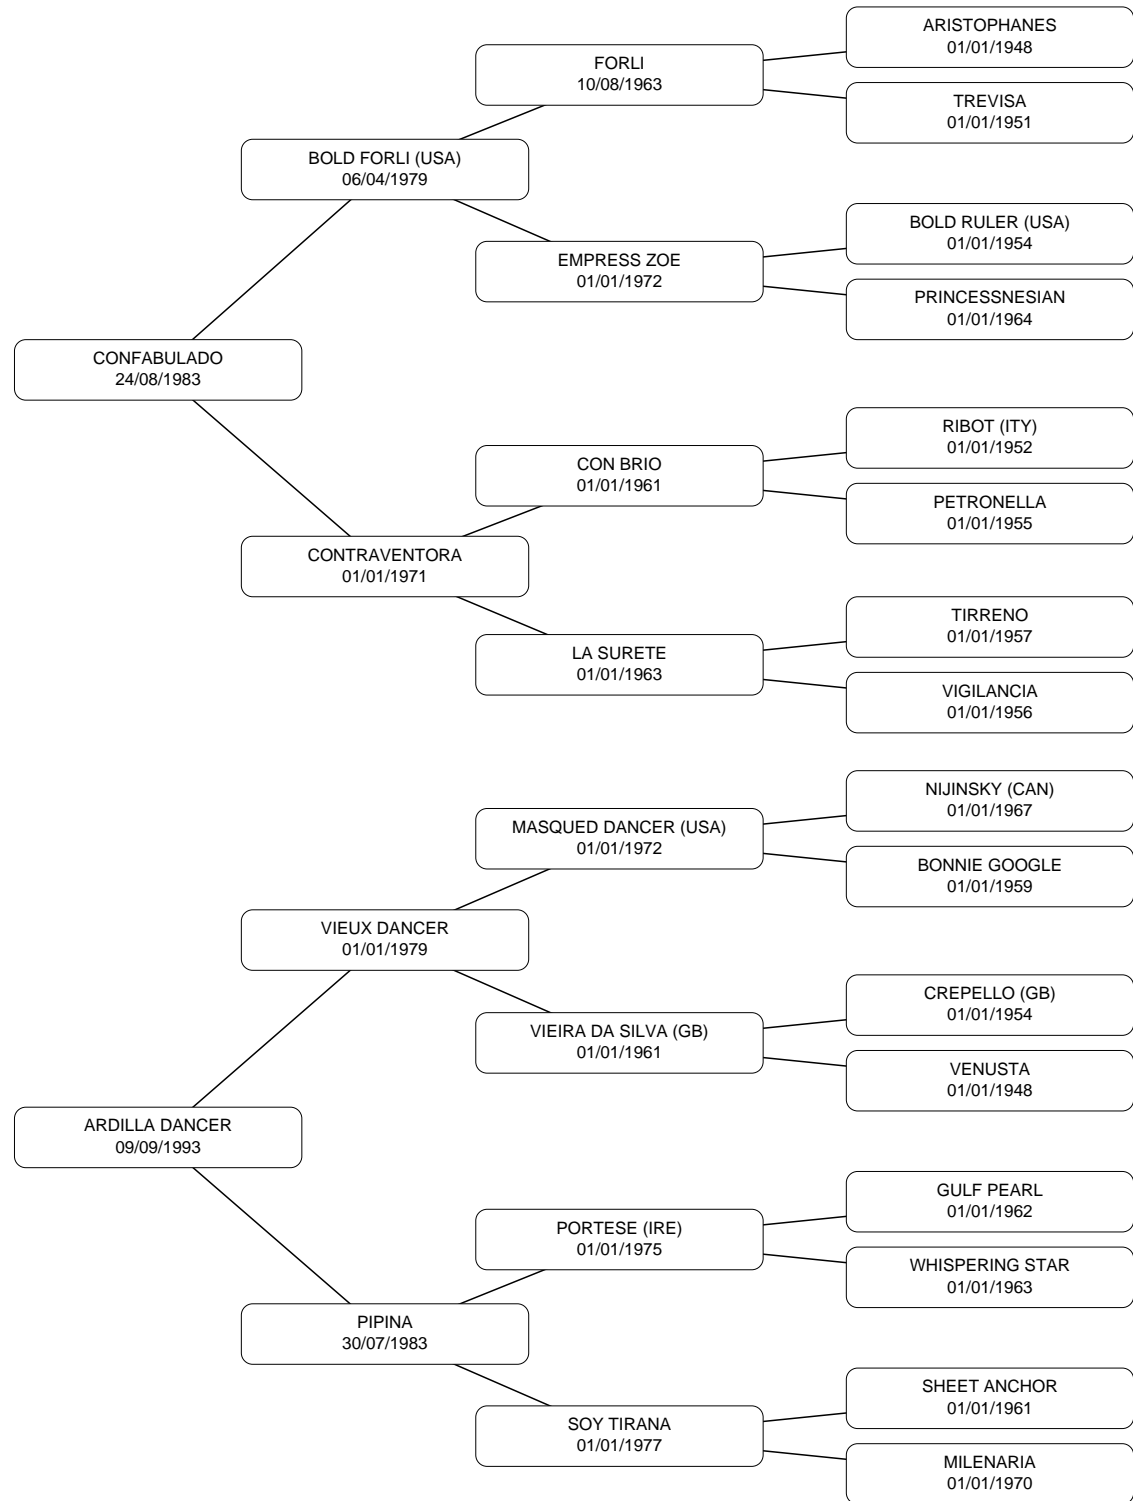 ARISTOPHANES
01/01/1948
FORLI
10/08/1963
TREVISA
01/01/1951
BOLD FORLI (USA)
06/04/1979
BOLD RULER (USA)
01/01/1954
EMPRESS ZOE
01/01/1972
PRINCESSNESIAN
01/01/1964
CONFABULADO
24/08/1983
RIBOT (ITY)
01/01/1952
CON BRIO
01/01/1961
PETRONELLA
01/01/1955
CONTRAVENTORA
01/01/1971
TIRRENO
01/01/1957
LA SURETE
01/01/1963
VIGILANCIA
01/01/1956
NIJINSKY (CAN)
01/01/1967
MASQUED DANCER (USA)
01/01/1972
BONNIE GOOGLE
01/01/1959
VIEUX DANCER
01/01/1979
CREPELLO (GB)
01/01/1954
VIEIRA DA SILVA (GB)
01/01/1961
VENUSTA
01/01/1948
ARDILLA DANCER
09/09/1993
GULF PEARL
01/01/1962
PORTESE (IRE)
01/01/1975
WHISPERING STAR
01/01/1963
PIPINA
30/07/1983
SHEET ANCHOR
01/01/1961
SOY TIRANA
01/01/1977
MILENARIA
01/01/1970